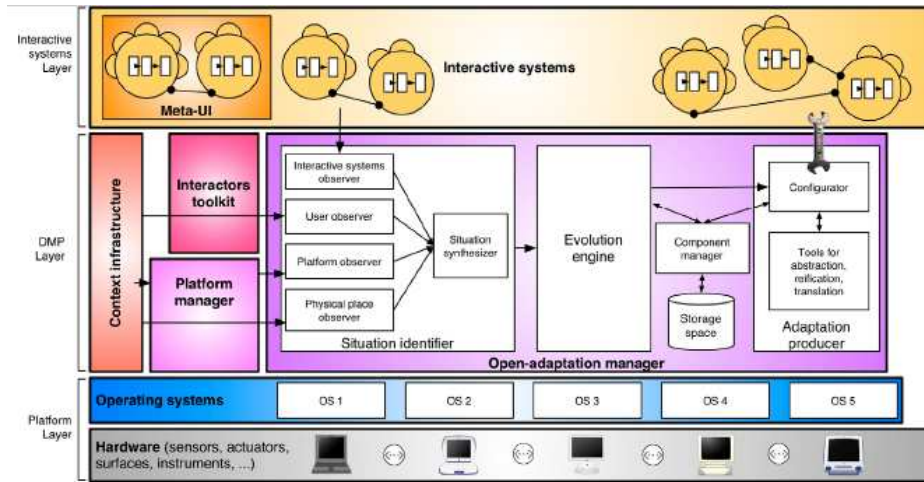 Interactive
systems
Layer
Meta-UI
Interactive systems
DMP
Layer
Context infrastructure
Interactors
toolkit
Platform
manager
Interactive systems
observer
User observer
Platform observer
Physical place
observer
Situation
synthesizer
Situation identifier
Evolution
engine
Component
manager
Storage
space
Configurator
Tools for
abstraction,
reification,
translation
Adaptation
producer
Open-adaptation manager
Platform
Layer
Operating systems
OS 1
OS 2
OS 3
OS 4
OS 5
Hardware (sensors, actuators,
surfaces, instruments, ...)